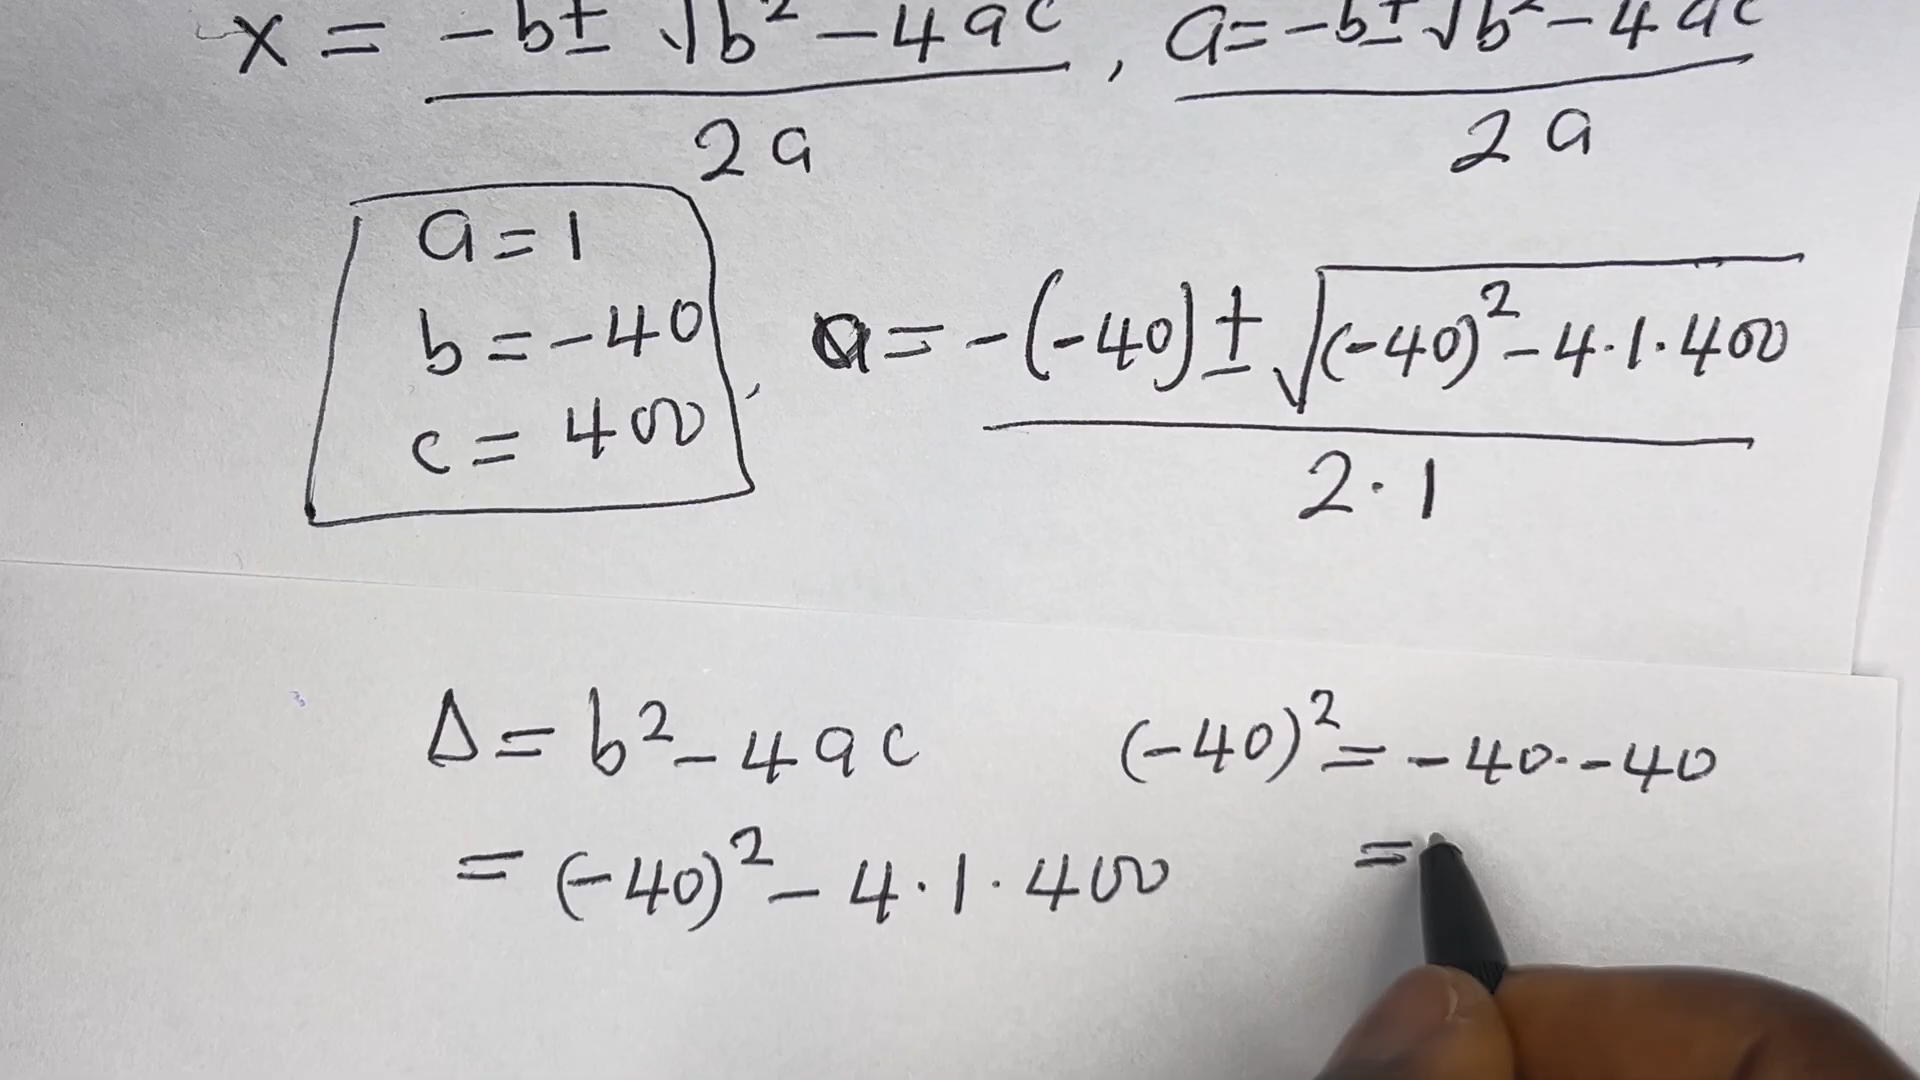 x = -b ± √b² - 4ac / 2a , a = -b ± √b² - 4ac / 2a
a = 1
b = -40
c = 400
, a = -(-40) ± √(-40)² - 4·1·400 / 2·1
Δ = b² - 4ac
= (-40)² - 4·1·400
(-40)² = -40·-40
=